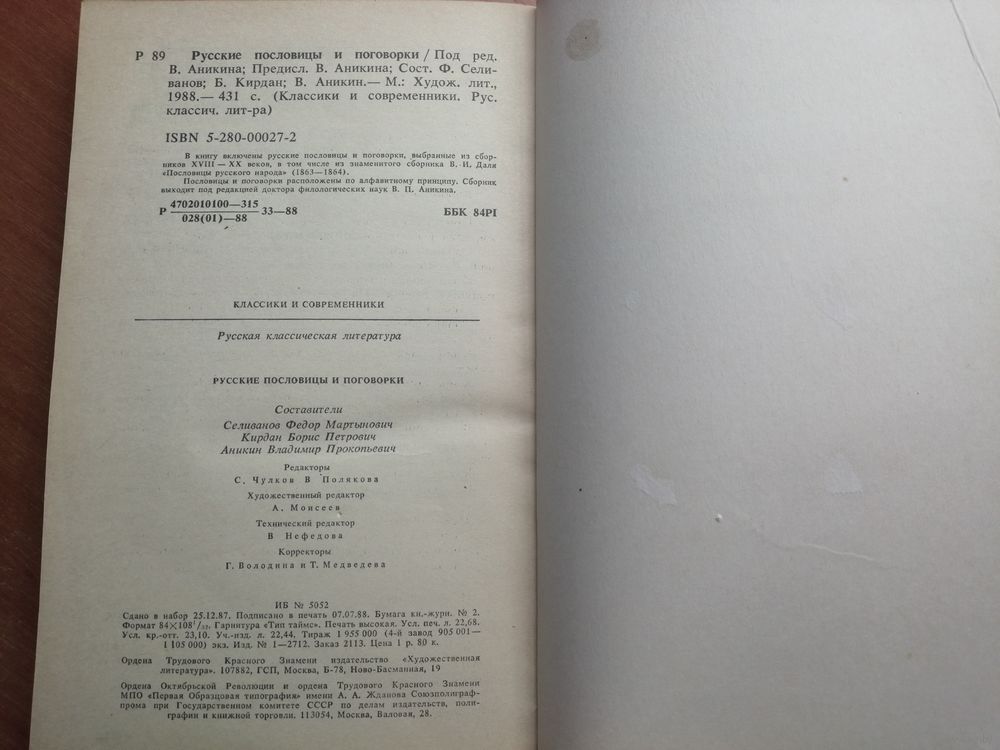 Р 89 Русские пословицы и поговорки / Под ред.
В. Аникина; Предисл. В. Аникина; Сост. Ф. Сели-
ванов; Б. Кирдан; В. Аникин.— М.: Худож. лит.,
1988.— 431 с. (Классики и современники. Рус.
классич. лит-ра)
ISBN 5-280-00027-2
В книгу включены русские пословицы и поговорки, выбранные из сбор-
ников XVIII — XX веков, в том числе из знаменитого сборника В. И. Даля
«Пословицы русского народа» (1863—1864).
Пословицы и поговорки расположены по алфавитному принципу. Сборник
выходит под редакцией доктора филологических наук В. П. Аникина.
Р 4702010100—315 33—88
028(01)—88
ББК 84PI
КЛАССИКИ И СОВРЕМЕННИКИ
Русская классическая литература
РУССКИЕ ПОСЛОВИЦЫ И ПОГОВОРКИ
Составители
Селиванов Федор Мартынович
Кирдан Борис Петрович
Аникин Владимир Прокопьевич
Редакторы
С. Чулков В Полякова
Художественный редактор
А. Моисеев
Технический редактор
В Нефедова
Корректоры
Г. Володина и Т. Медведева
ИБ № 5052
Сдано в набор 25.12.87. Подписано в печать 07.07.88. Бумага кн.-журн. № 2.
Формат 84×108¹/₃₂. Гарнитура «Тип таймс». Печать высокая. Усл. печ. л. 22,68.
Усл. кр.-отт. 23,10. Уч.-изд. л. 22,44. Тираж 1 955 000 (4-й завод 905 001—
1 105 000) экз. Изд. № 1—2712. Заказ 2113. Цена 1 р. 80 к.
Ордена Трудового Красного Знамени издательство «Художественная
литература». 107882, ГСП, Москва, Б-78, Ново-Басманная, 19
Ордена Октябрьской Революции и ордена Трудового Красного Знамени
МПО «Первая Образцовая типография» имени А. А. Жданова Союзполиграф-
прома при Государственном комитете СССР по делам издательств, поли-
графии и книжной торговли. 113054, Москва, Валовая, 28.